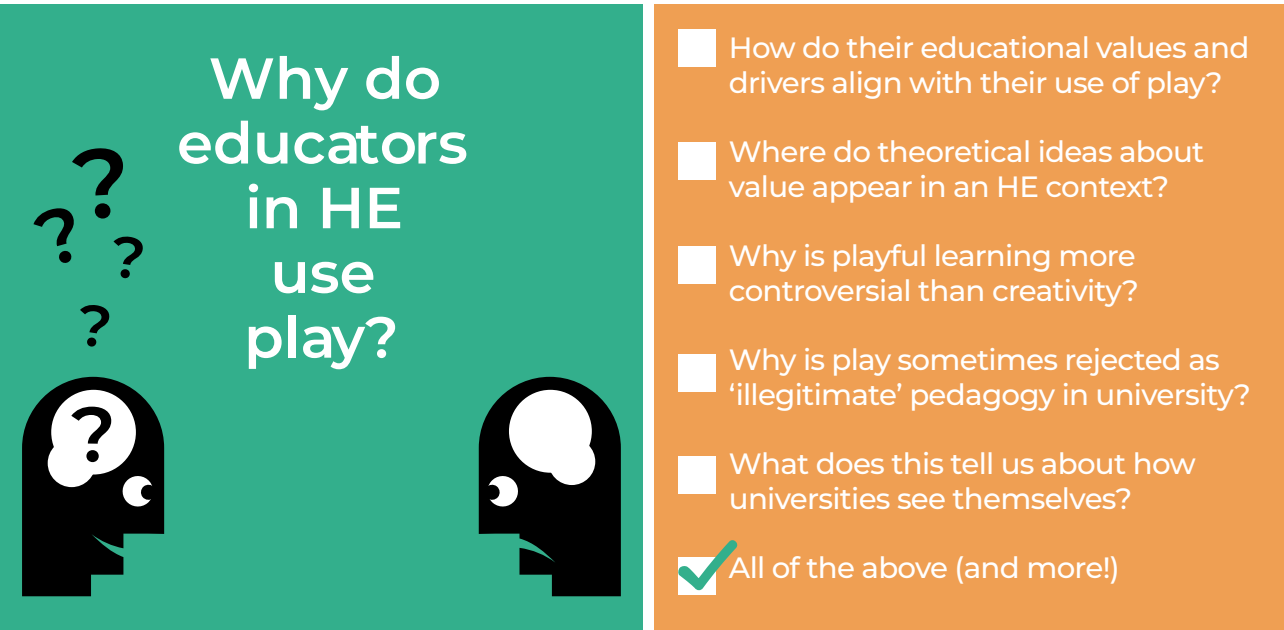 Why do
educators
in HE
use
play?
?
?
?
?
?
How do their educational values and
drivers align with their use of play?
Where do theoretical ideas about
value appear in an HE context?
Why is playful learning more
controversial than creativity?
Why is play sometimes rejected as
‘illegitimate’ pedagogy in university?
What does this tell us about how
universities see themselves?
All of the above (and more!)